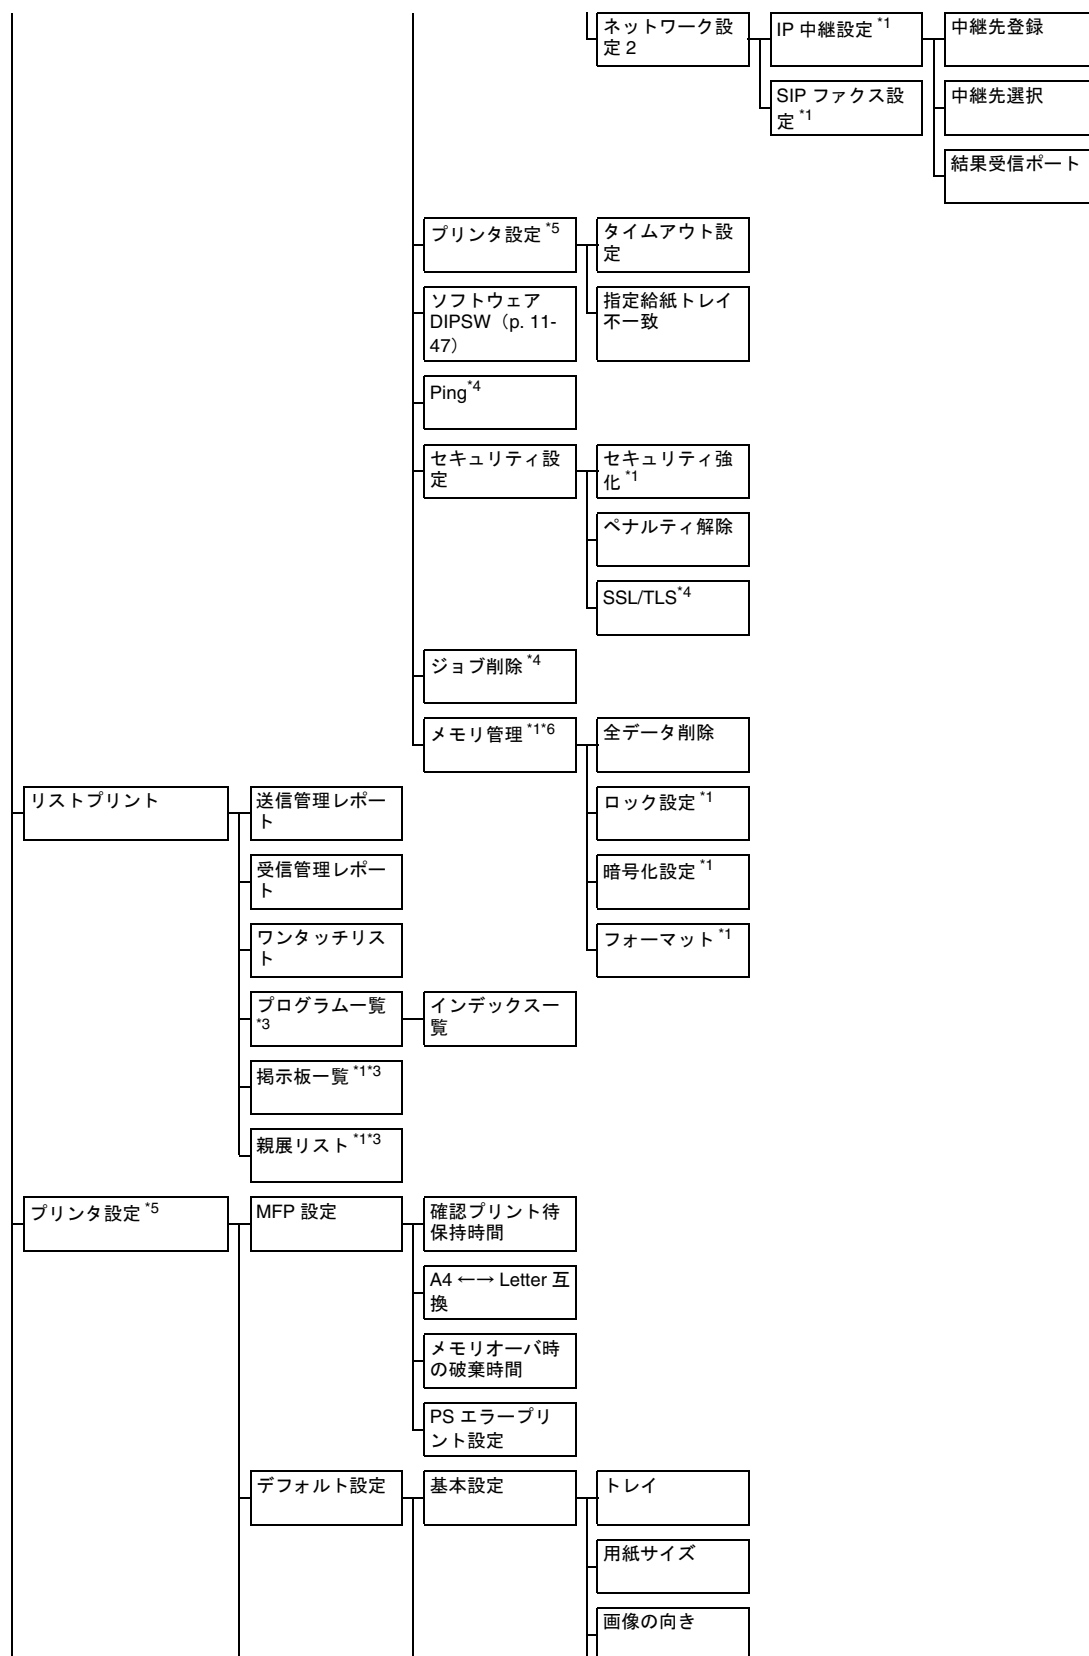 ネットワーク設
定 2
IP 中継設定 *1
中継先登録
SIP ファクス設
定 *1
中継先選択
結果受信ポート
プリンタ設定 *5
タイムアウト設
定
ソフトウェア
DIPSW（p. 11-
47）
指定給紙トレイ
不一致
Ping*4
セキュリティ設
定
セキュリティ強
化 *1
ペナルティ解除
SSL/TLS*4
ジョブ削除 *4
メモリ管理 *1*6
全データ削除
リストプリント
送信管理レポー
ト
ロック設定 *1
受信管理レポー
ト
暗号化設定 *1
ワンタッチリス
ト
フォーマット *1
プログラム一覧
*3
インデックス一
覧
掲示板一覧 *1*3
親展リスト *1*3
プリンタ設定 *5
MFP 設定
確認プリント待
保持時間
A4 ←→ Letter 互
換
メモリオーバ時
の破棄時間
PS エラープリ
ント設定
デフォルト設定
基本設定
トレイ
用紙サイズ
画像の向き